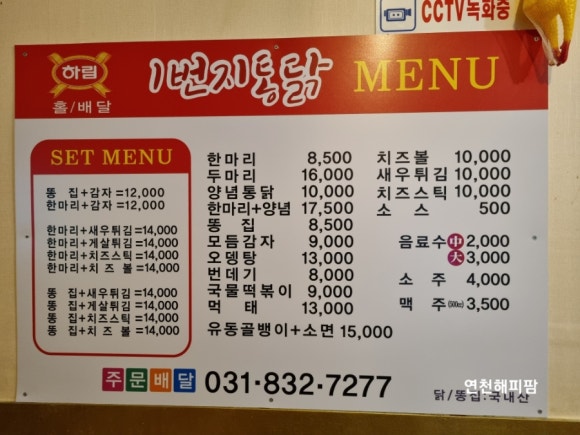 CCTV녹화중
하림
홀/배달
1번지통닭 MENU
SET MENU
똥 집+감자=12,000
한마리+감자=12,000
한마리+새우튀김=14,000
한마리+게살튀김=14,000
한마리+치즈스틱=14,000
한마리+치즈 볼=14,000
똥 집+새우튀김=14,000
똥 집+게살튀김=14,000
똥 집+치즈스틱=14,000
똥 집+치즈 볼=14,000
한마리 8,500
두마리 16,000
양념통닭 10,000
한마리+양념 17,500
똥 집 8,500
모듬감자 9,000
오뎅탕 13,000
번데기 8,000
국물떡볶이 9,000
먹 태 13,000
유동골뱅이+소면 15,000
치즈볼 10,000
새우튀김 10,000
치즈스틱 10,000
소 스 500
음료수 中 2,000
大 3,000
소 주 4,000
맥 주 (500cc) 3,500
주문배달 031·832·7277
연천해피팜
닭/똥집:국내산